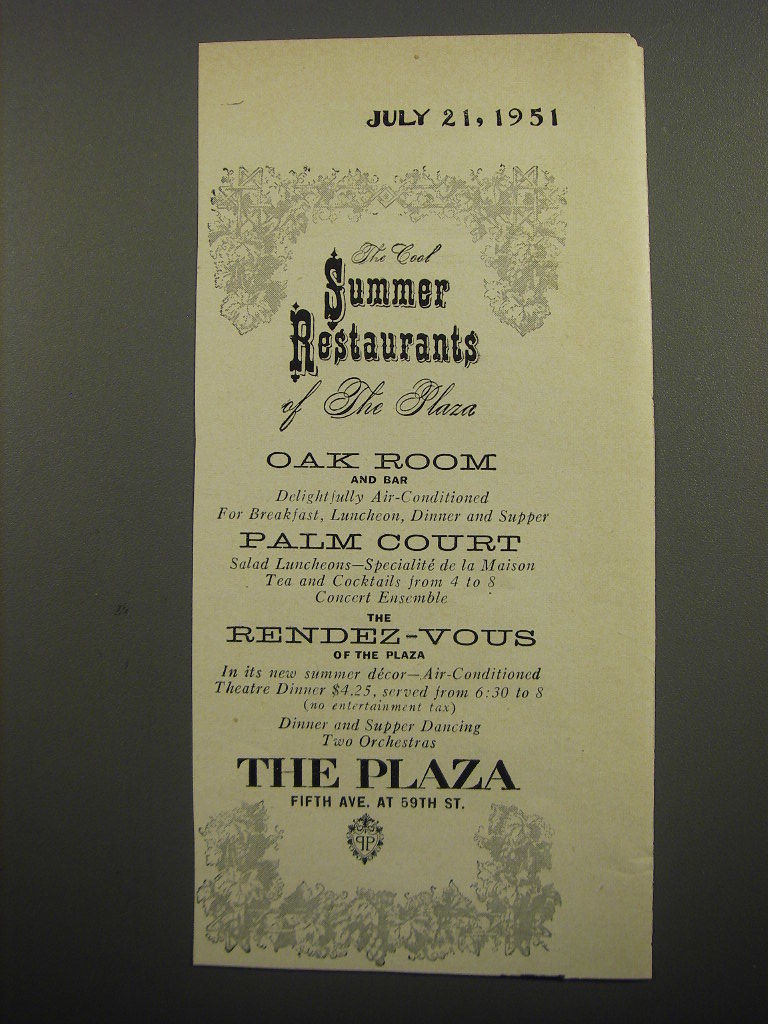 JULY 21, 1951
The Cool
Summer
Restaurants
of The Plaza
OAK ROOM
AND BAR
Delightfully Air-Conditioned
For Breakfast, Luncheon, Dinner and Supper
PALM COURT
Salad Luncheons—Specialité de la Maison
Tea and Cocktails from 4 to 8
Concert Ensemble
THE
RENDEZ-VOUS
OF THE PLAZA
In its new summer décor—Air-Conditioned
Theatre Dinner $4.25, served from 6:30 to 8
(no entertainment tax)
Dinner and Supper Dancing
Two Orchestras
THE PLAZA
FIFTH AVE. AT 59TH ST.
PP